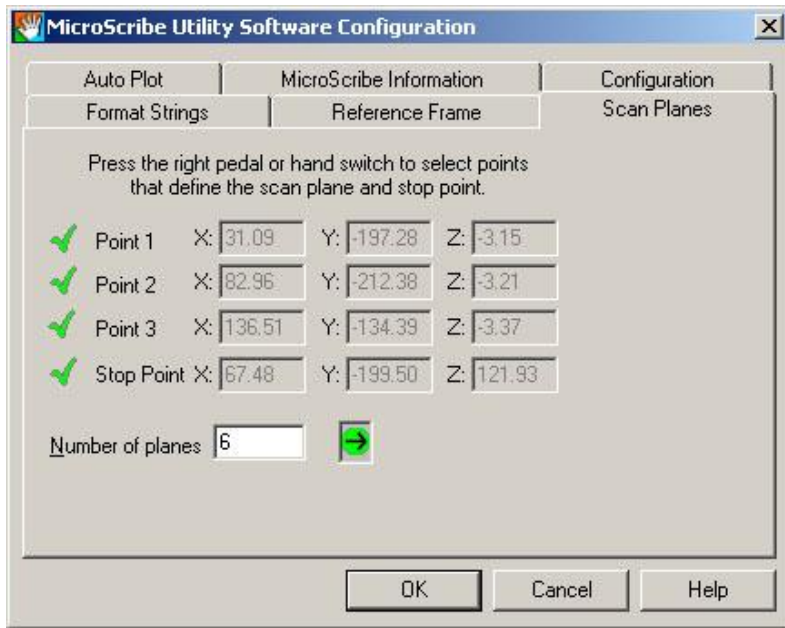 MicroScribe Utility Software Configuration
Auto Plot MicroScribe Information Configuration
Format Strings Reference Frame Scan Planes
Press the right pedal or hand switch to select points
that define the scan plane and stop point.
Point 1 X: 31.09 Y: -197.28 Z: -3.15
Point 2 X: 82.96 Y: -212.38 Z: -3.21
Point 3 X: 136.51 Y: -134.39 Z: -3.37
Stop Point X: 67.48 Y: -199.50 Z: 121.93
Number of planes 6
OK Cancel Help